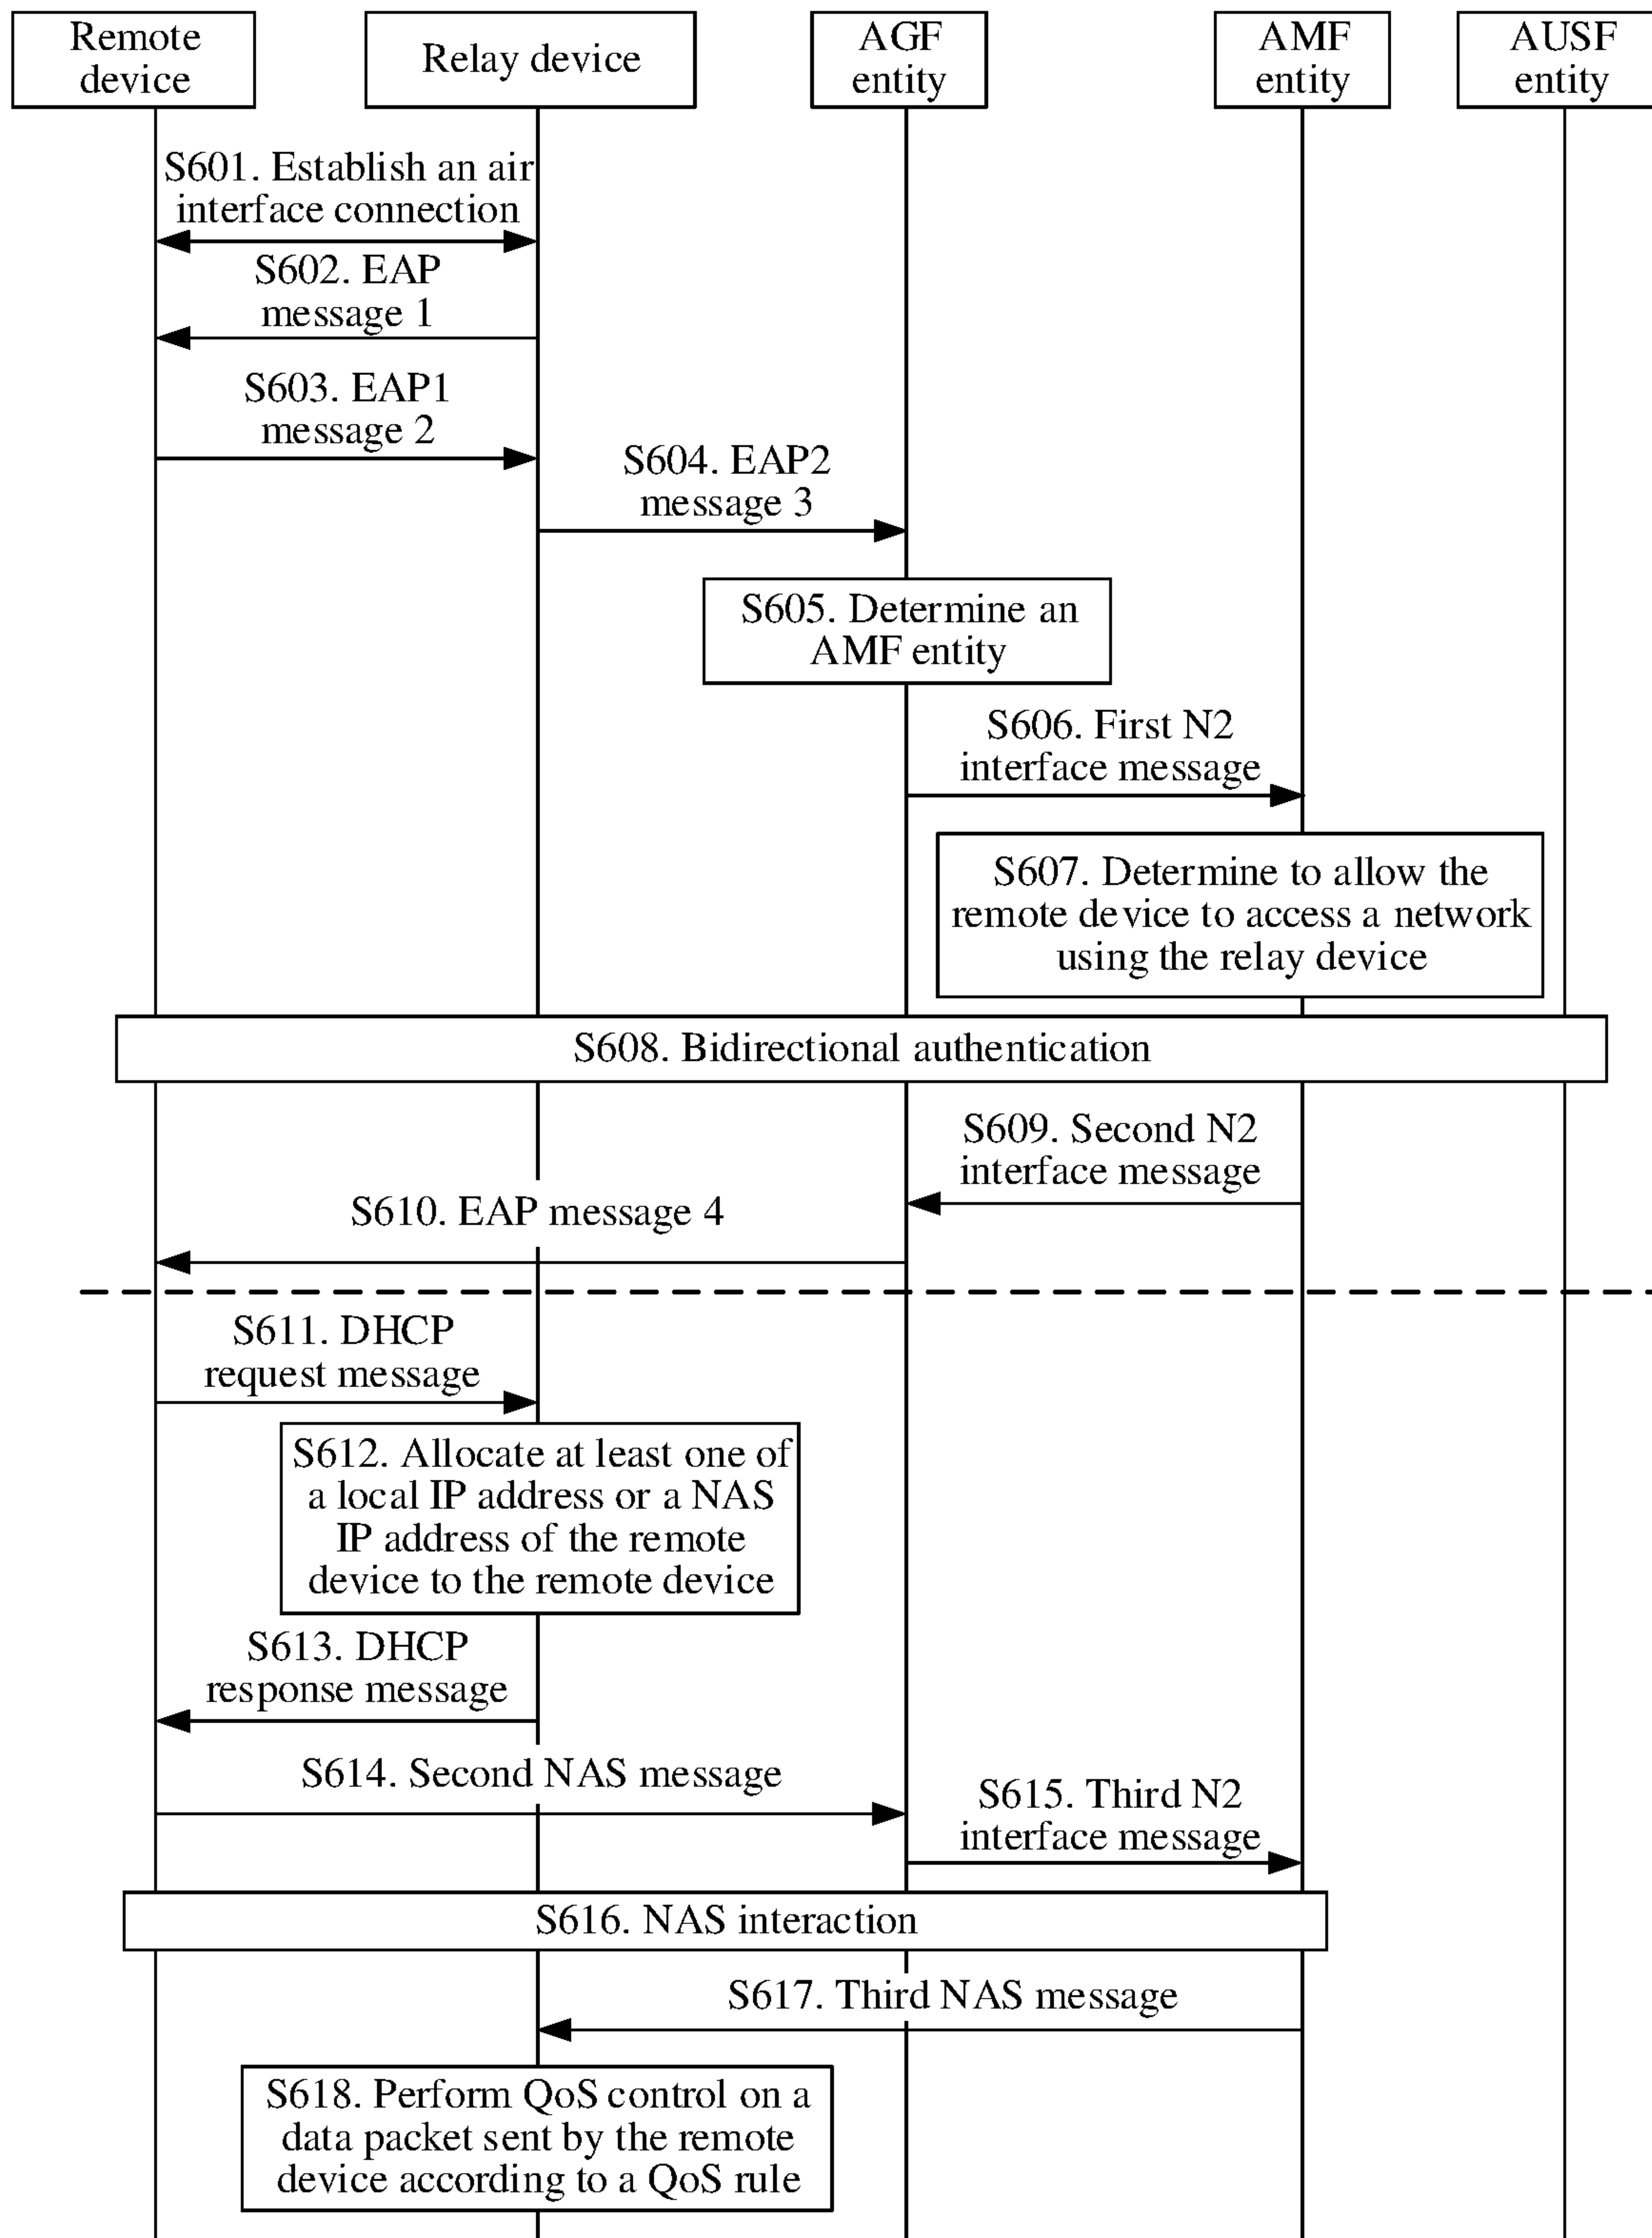 Remote
device
Relay device
AGF
entity
AMF
entity
AUSF
entity
S601. Establish an air
interface connection
S602. EAP
message 1
S603. EAP1
message 2
S604. EAP2
message 3
S605. Determine an
AMF entity
S606. First N2
interface message
S607. Determine to allow the
remote device to access a network
using the relay device
S608. Bidirectional authentication
S609. Second N2
interface message
S610. EAP message 4
S611. DHCP
request message
S612. Allocate at least one of
a local IP address or a NAS
IP address of the remote
device to the remote device
S613. DHCP
response message
S614. Second NAS message
S615. Third N2
interface message
S616. NAS interaction
S617. Third NAS message
S618. Perform QoS control on a
data packet sent by the remote
device according to a QoS rule